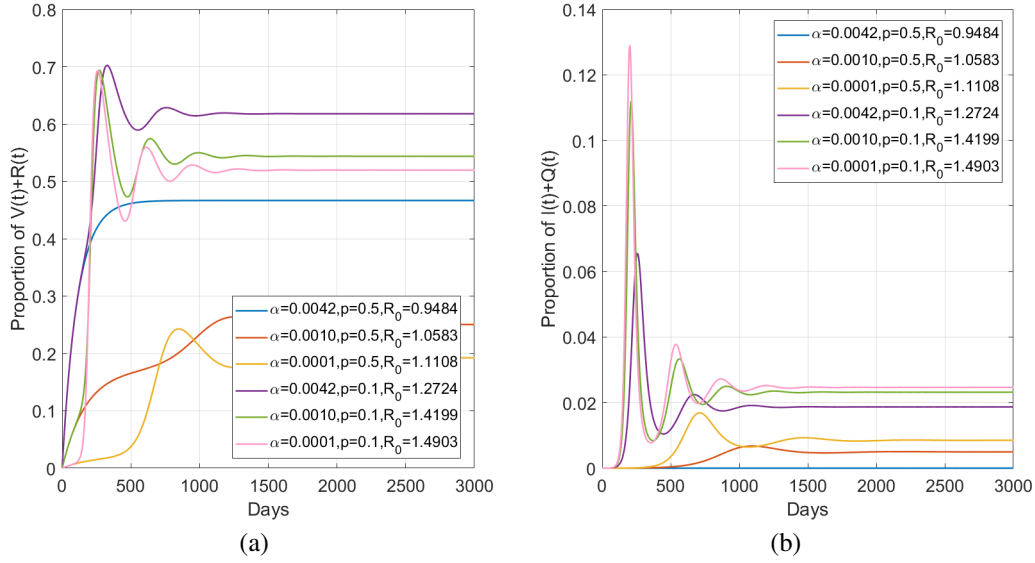 0.8
0.7
0.6
0.5
0.4
0.3
0.2
0.1
0
Proportion of V(t)+R(t)
α=0.0042,p=0.5,R₀=0.9484
α=0.0010,p=0.5,R₀=1.0583
α=0.0001,p=0.5,R₀=1.1108
α=0.0042,p=0.1,R₀=1.2724
α=0.0010,p=0.1,R₀=1.4199
α=0.0001,p=0.1,R₀=1.4903
0 500 1000 1500 2000 2500 3000
Days
(a)
0.14
0.12
0.1
0.08
0.06
0.04
0.02
0
Proportion of I(t)+Q(t)
α=0.0042,p=0.5,R₀=0.9484
α=0.0010,p=0.5,R₀=1.0583
α=0.0001,p=0.5,R₀=1.1108
α=0.0042,p=0.1,R₀=1.2724
α=0.0010,p=0.1,R₀=1.4199
α=0.0001,p=0.1,R₀=1.4903
0 500 1000 1500 2000 2500 3000
Days
(b)